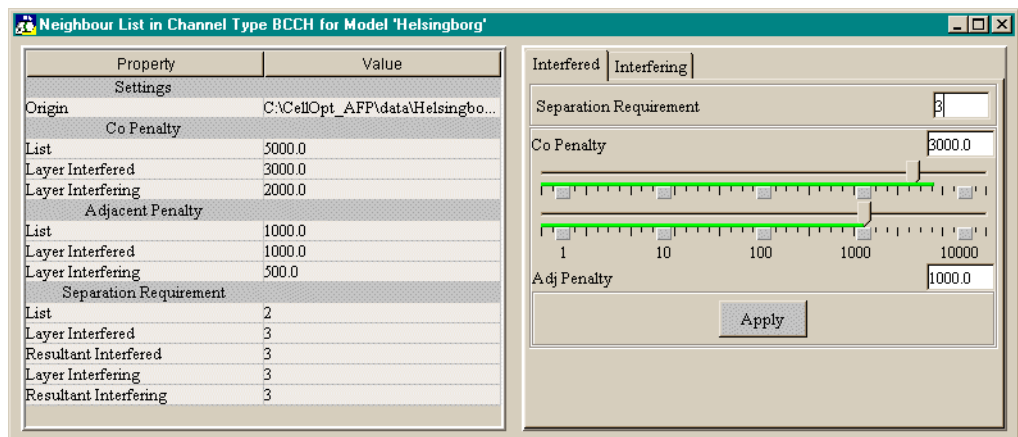 Neighbour List in Channel Type BCCH for Model 'Helsingborg'
Property Value
Settings
Origin C:\CellOpt_AFP\data\Helsingbo...
Co Penalty
List 5000.0
Layer Interfered 3000.0
Layer Interfering 2000.0
Adjacent Penalty
List 1000.0
Layer Interfered 1000.0
Layer Interfering 500.0
Separation Requirement
List 2
Layer Interfered 3
Resultant Interfered 3
Layer Interfering 3
Resultant Interfering 3
Interfered Interfering
Separation Requirement 3
Co Penalty 3000.0
1 10 100 1000 10000
Adj Penalty 1000.0
Apply